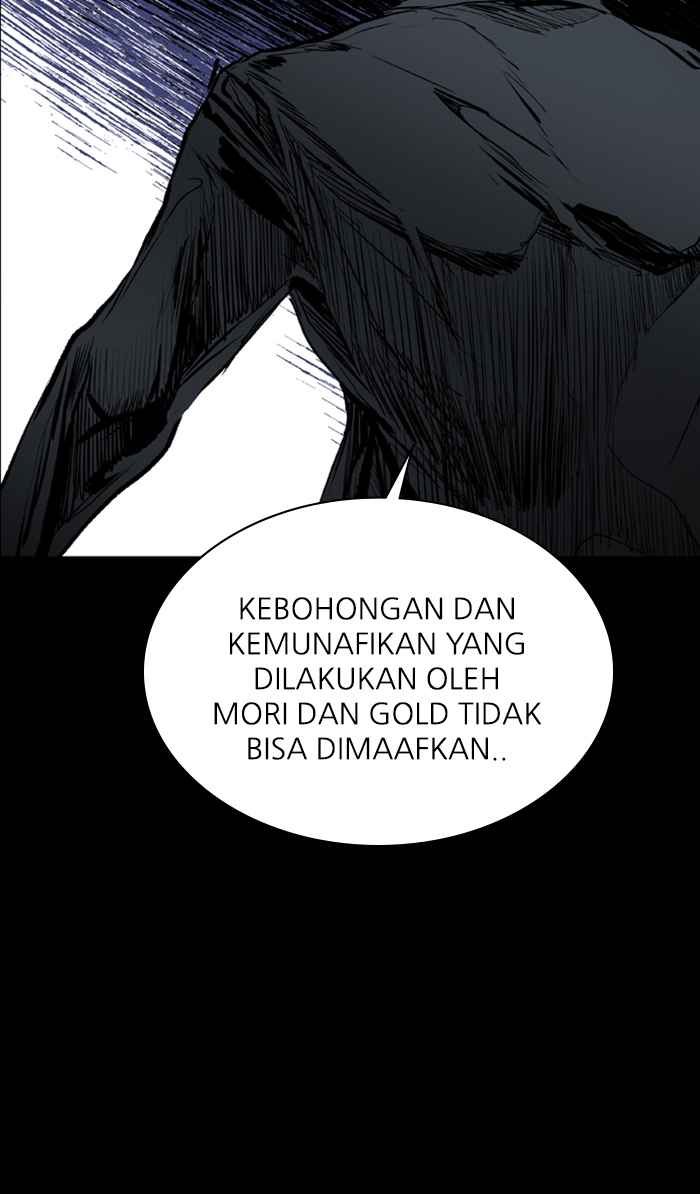 KEBOHONGAN DAN
KEMUNAFIKAN YANG
DILAKUKAN OLEH
MORI DAN GOLD TIDAK
BISA DIMAAFKAN..